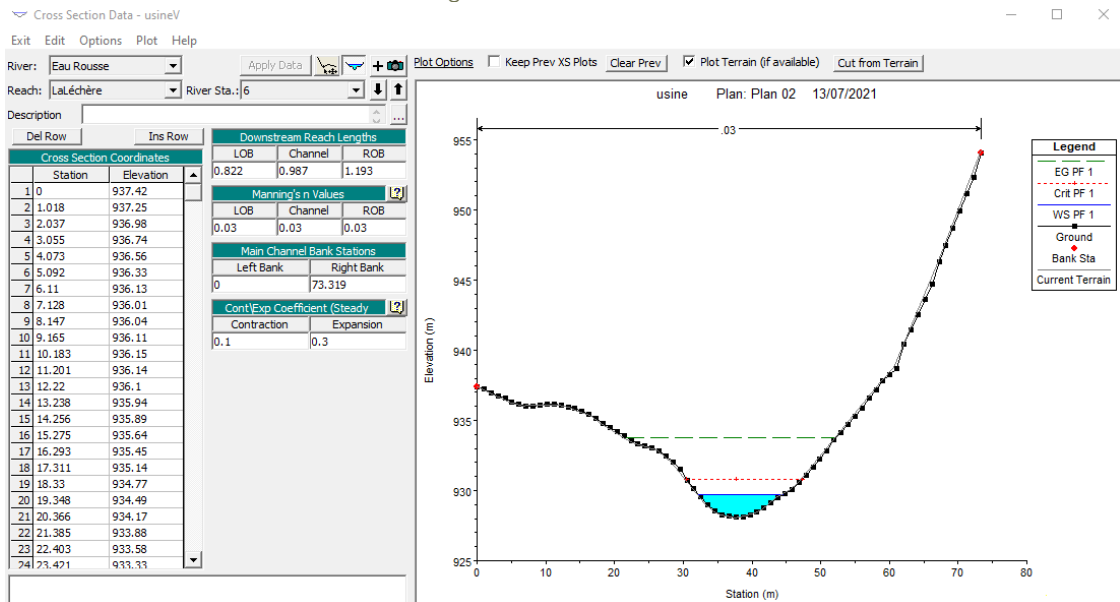 Cross Section Data - usineV
Exit Edit Options Plot Help
River: Eau Rousse Apply Data Plot Options Keep Prev XS Plots Clear Prev Plot Terrain (if available) Cut from Terrain
Reach: LaLéchère River Sta.: 6
Description ...
Del Row Ins Row
Cross Section Coordinates
Station Elevation
1 0 937.42
2 1.018 937.25
3 2.037 936.98
4 3.055 936.74
5 4.073 936.56
6 5.092 936.33
7 6.11 936.13
8 7.128 936.01
9 8.147 936.04
10 9.165 936.11
11 10.183 936.15
12 11.201 936.14
13 12.22 936.1
14 13.238 935.94
15 14.256 935.89
16 15.275 935.64
17 16.293 935.45
18 17.311 935.14
19 18.33 934.77
20 19.348 934.49
21 20.366 934.17
22 21.385 933.88
23 22.403 933.58
24 23.421 933.33
Downstream Reach Lengths
LOB Channel ROB
0.822 0.987 1.193
Manning's n Values
LOB Channel ROB
0.03 0.03 0.03
Main Channel Bank Stations
Left Bank Right Bank
0 73.319
Cont\Exp Coefficient (Steady
Contraction Expansion
0.1 0.3
usine Plan: Plan 02 13/07/2021
.03
955
950
945
940
935
930
925
Elevation (m)
0 10 20 30 40 50 60 70 80
Station (m)
Legend
EG PF 1
Crit PF 1
WS PF 1
Ground
Bank Sta
Current Terrain